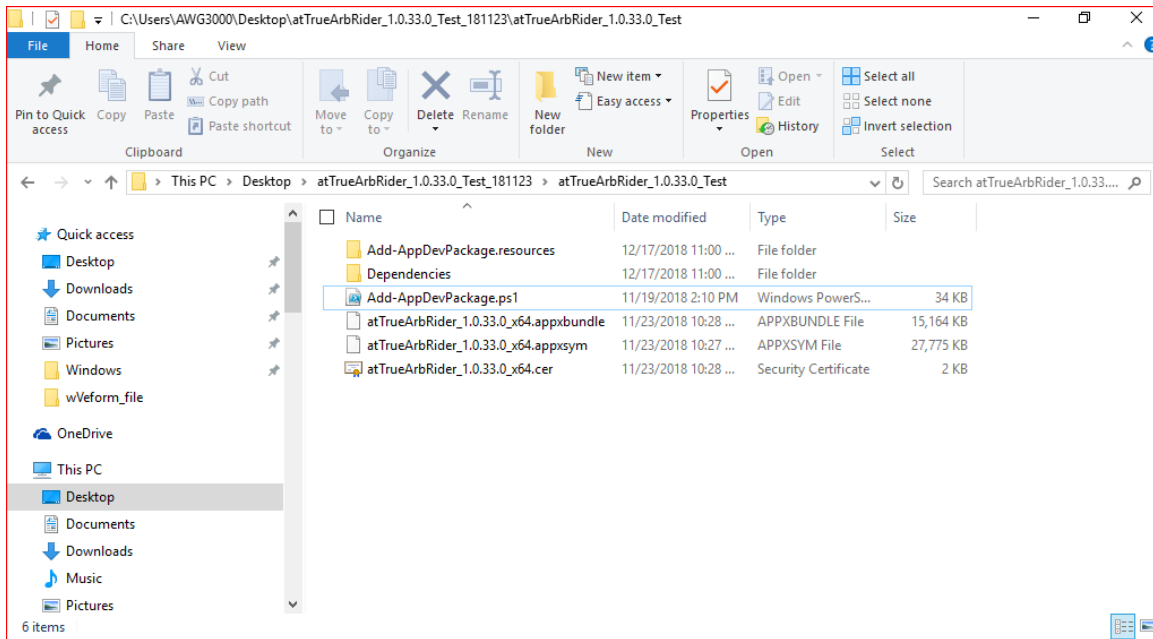 C:\Users\AWG3000\Desktop\atTrueArbRider_1.0.33.0_Test_181123\atTrueArbRider_1.0.33.0_Test
File Home Share View
Pin to Quick access
Copy
Paste
Cut
Copy path
Paste shortcut
Clipboard
Move to
Copy to
Delete
Rename
Organize
New folder
New item
Easy access
New
Properties
Open
Edit
History
Open
Select all
Select none
Invert selection
Select
This PC > Desktop > atTrueArbRider_1.0.33.0_Test_181123 > atTrueArbRider_1.0.33.0_Test
Search atTrueArbRider_1.0.33....
Quick access
Desktop
Downloads
Documents
Pictures
Windows
wVeform_file
OneDrive
This PC
Desktop
Documents
Downloads
Music
Pictures
Name Date modified Type Size
Add-AppDevPackage.resources 12/17/2018 11:00 ... File folder
Dependencies 12/17/2018 11:00 ... File folder
Add-AppDevPackage.ps1 11/19/2018 2:10 PM Windows PowerS... 34 KB
atTrueArbRider_1.0.33.0_x64.appxbundle 11/23/2018 10:28 ... APPXBUNDLE File 15,164 KB
atTrueArbRider_1.0.33.0_x64.appxsym 11/23/2018 10:27 ... APPXSYM File 27,775 KB
atTrueArbRider_1.0.33.0_x64.cer 11/23/2018 10:28 ... Security Certificate 2 KB
6 items